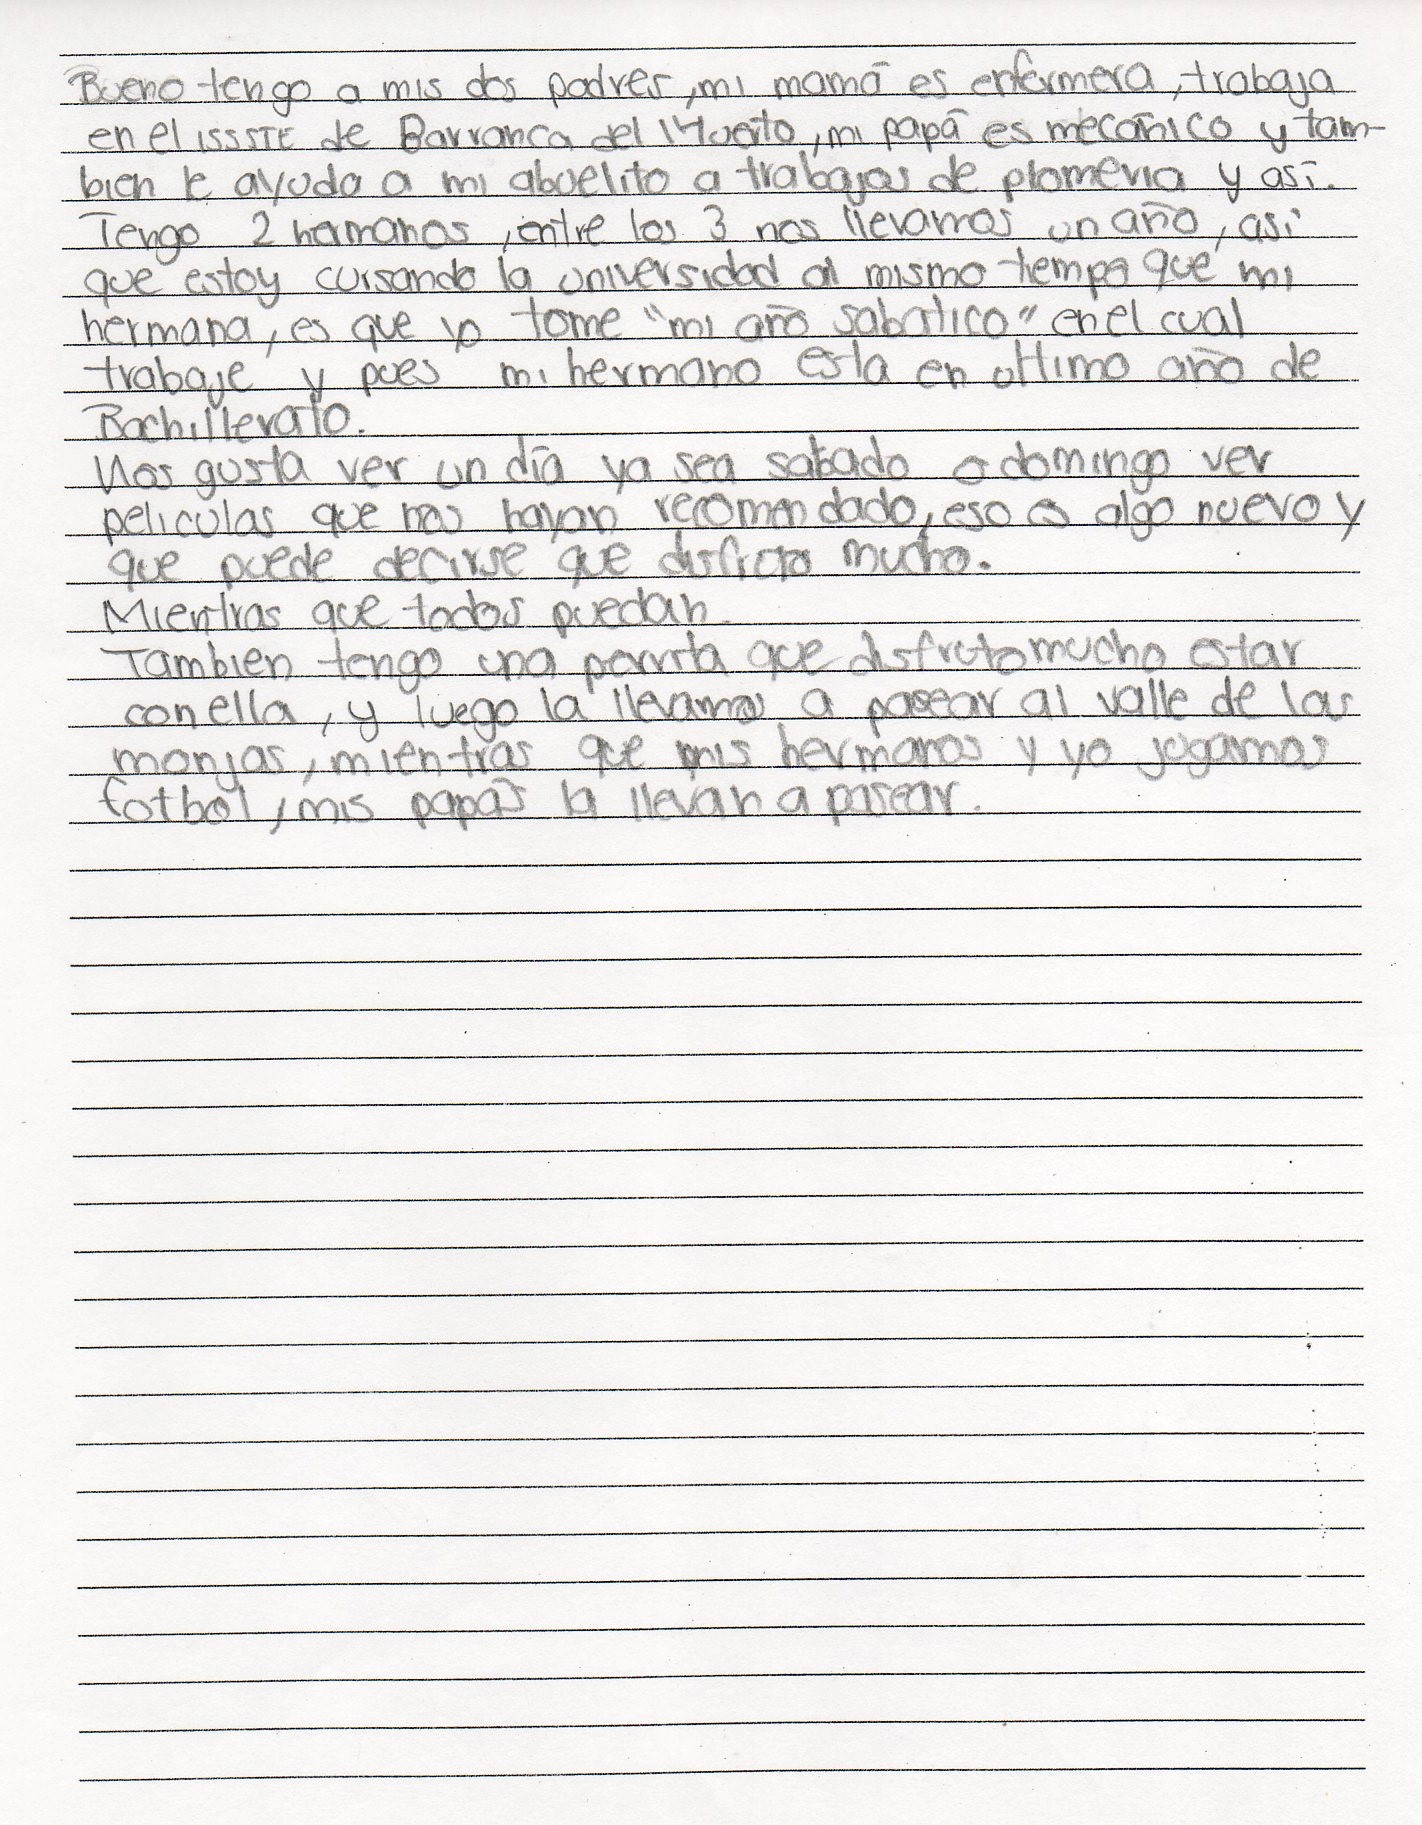 Bueno tengo a mis dos padres, mi mamá es enfermera, trabaja
en el ISSSTE de Barranca del Muerto, mi papá es mecánico y tam-
bien le ayuda a mi abuelito a trabajos de plomeria y así.
Tengo 2 hermanos, entre los 3 nos llevamos un año, asi
que estoy cursando la universidad al mismo tiempo que mi
hermana, es que yo tome "mi año sabatico" en el cual
trabaje y pues mi hermano esta en ultimo año de
Bachillerato.
Nos gusta ver un día ya sea sabado o domingo ver
peliculas que nos hayan recomendado, eso es algo nuevo y
que puede decirse que disfruto mucho.
Mientras que todos puedan.
Tambien tengo una perrita que disfruto mucho estar
con ella, y luego la llevamos a pasear al valle de las
monjas, mientras que mis hermanos y yo jogamos
fotbol, mis papás la llevan a pasear.